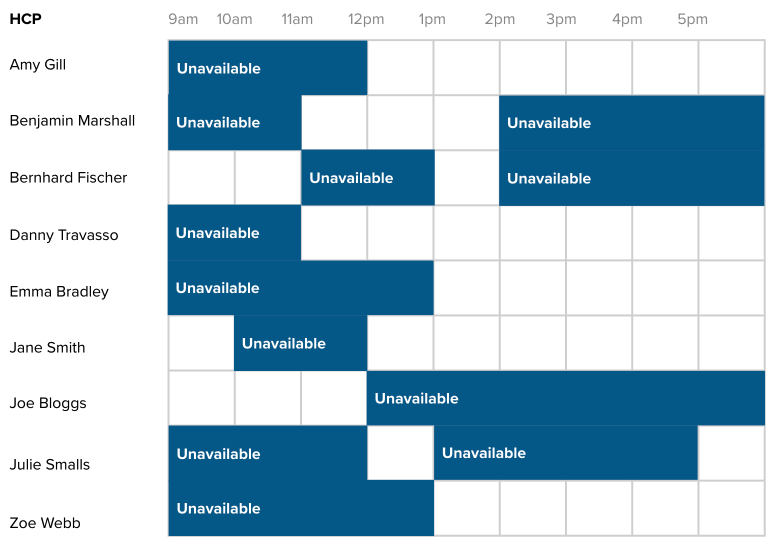 HCP 9am 10am 11am 12pm 1pm 2pm 3pm 4pm 5pm
Amy Gill Unavailable
Benjamin Marshall Unavailable Unavailable
Bernhard Fischer Unavailable Unavailable
Danny Travasso Unavailable
Emma Bradley Unavailable
Jane Smith Unavailable
Joe Bloggs Unavailable
Julie Smalls Unavailable Unavailable
Zoe Webb Unavailable